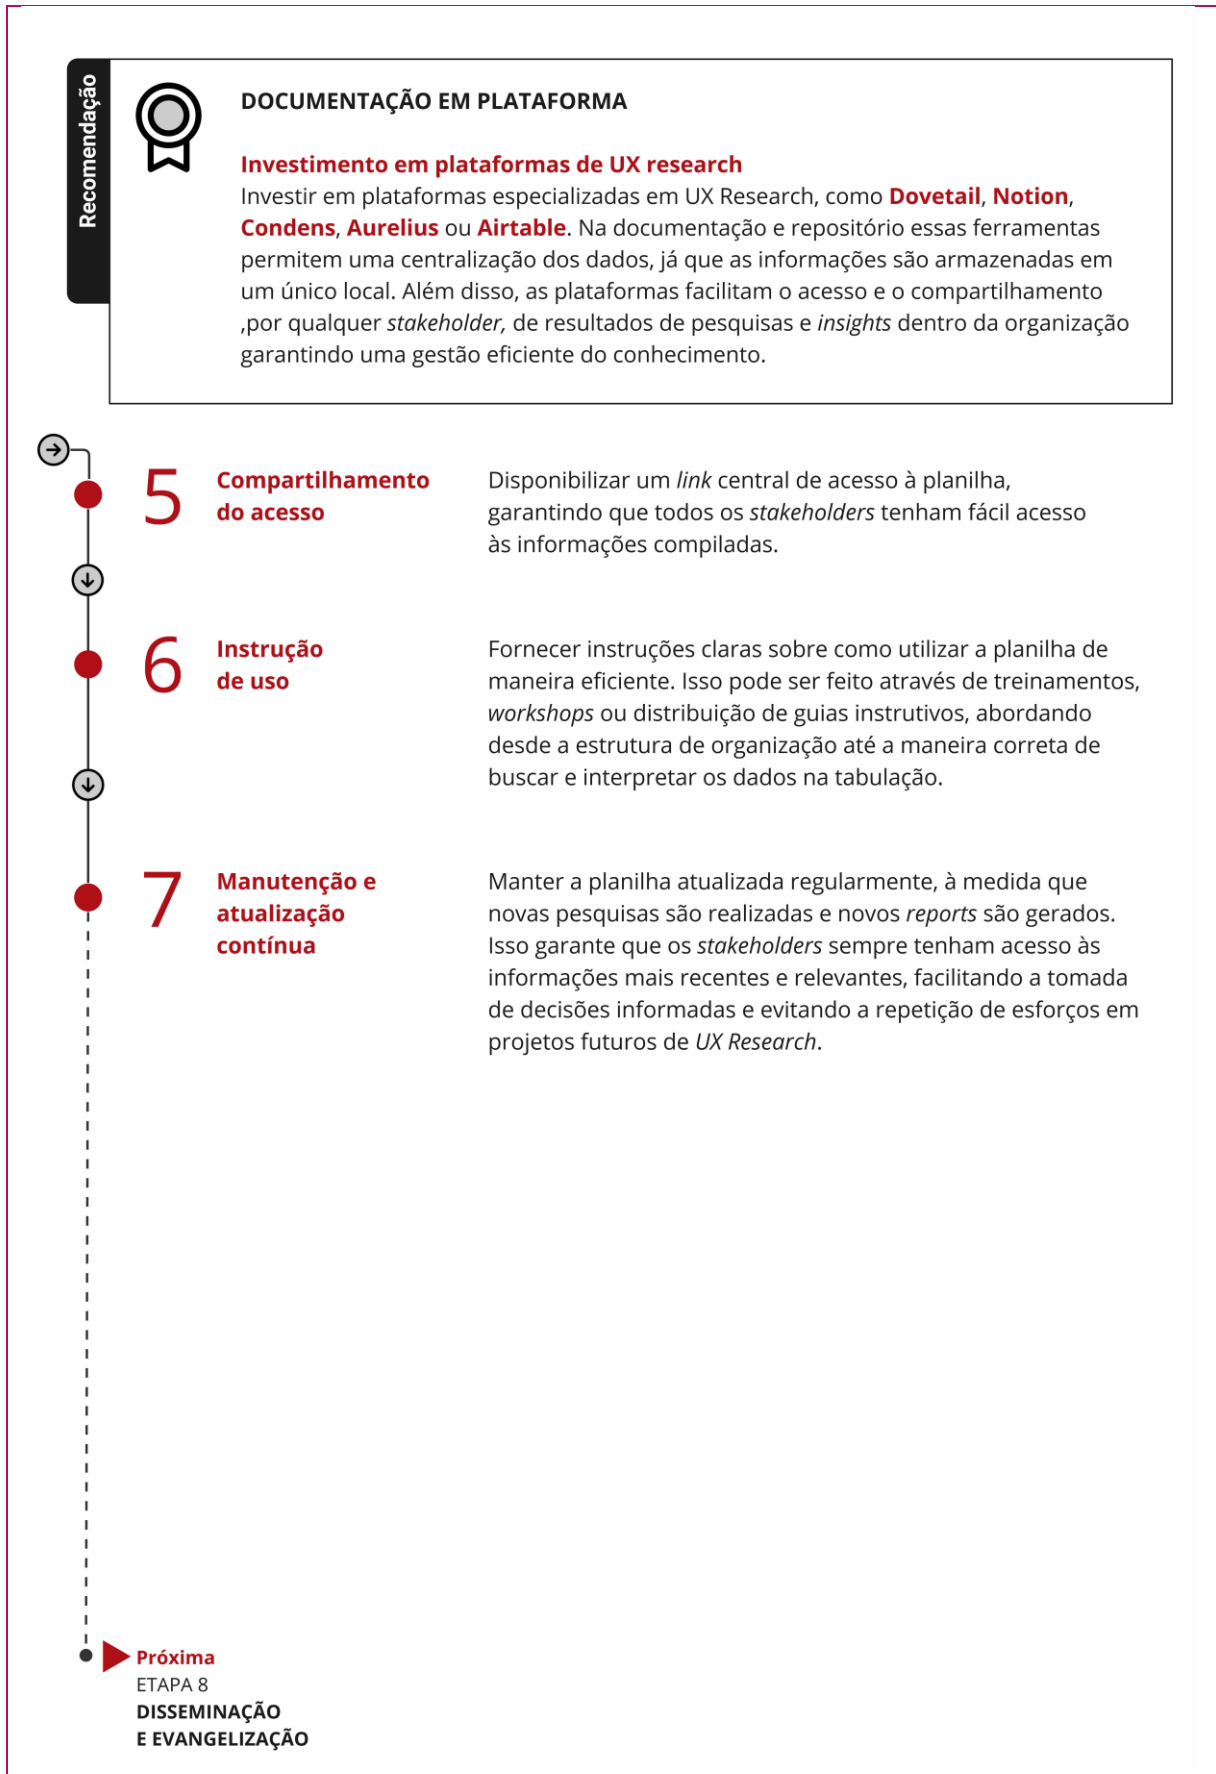 Recomendação
DOCUMENTAÇÃO EM PLATAFORMA
Investimento em plataformas de UX research
Investir em plataformas especializadas em UX Research, como Dovetail, Notion,
Condens, Aurelius ou Airtable. Na documentação e repositório essas ferramentas
permitem uma centralização dos dados, já que as informações são armazenadas em
um único local. Além disso, as plataformas facilitam o acesso e o compartilhamento
,por qualquer stakeholder, de resultados de pesquisas e insights dentro da organização
garantindo uma gestão eficiente do conhecimento.
5
Compartilhamento
do acesso
Disponibilizar um link central de acesso à planilha,
garantindo que todos os stakeholders tenham fácil acesso
às informações compiladas.
6
Instrução
de uso
Fornecer instruções claras sobre como utilizar a planilha de
maneira eficiente. Isso pode ser feito através de treinamentos,
workshops ou distribuição de guias instrutivos, abordando
desde a estrutura de organização até a maneira correta de
buscar e interpretar os dados na tabulação.
7
Manutenção e
atualização
contínua
Manter a planilha atualizada regularmente, à medida que
novas pesquisas são realizadas e novos reports são gerados.
Isso garante que os stakeholders sempre tenham acesso às
informações mais recentes e relevantes, facilitando a tomada
de decisões informadas e evitando a repetição de esforços em
projetos futuros de UX Research.
Próxima
ETAPA 8
DISSEMINAÇÃO
E EVANGELIZAÇÃO